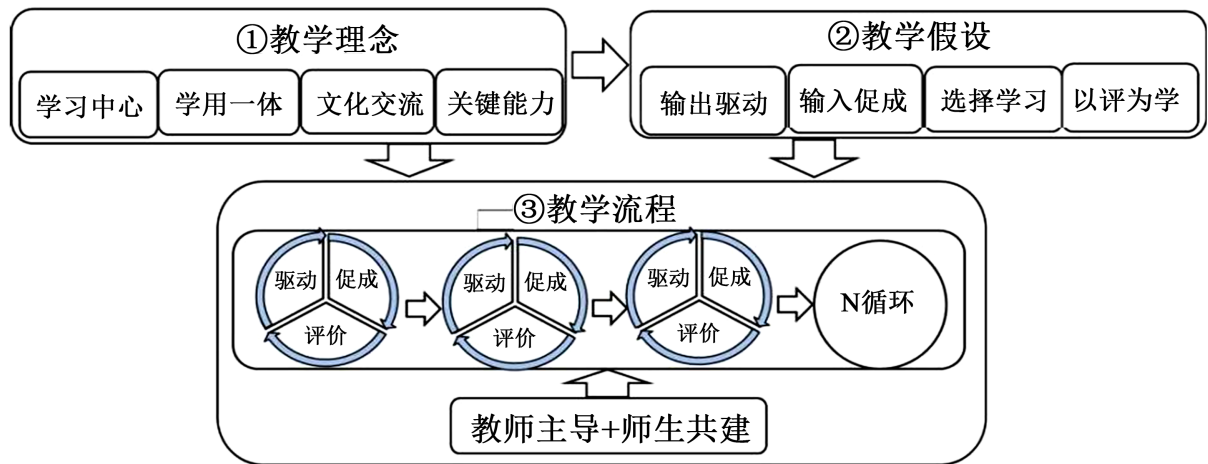 ①教学理念
学习中心 学用一体 文化交流 关键能力
②教学假设
输出驱动 输入促成 选择学习 以评为学
③教学流程
驱动 促成 评价
驱动 促成 评价
驱动 促成 评价
N循环
教师主导+师生共建